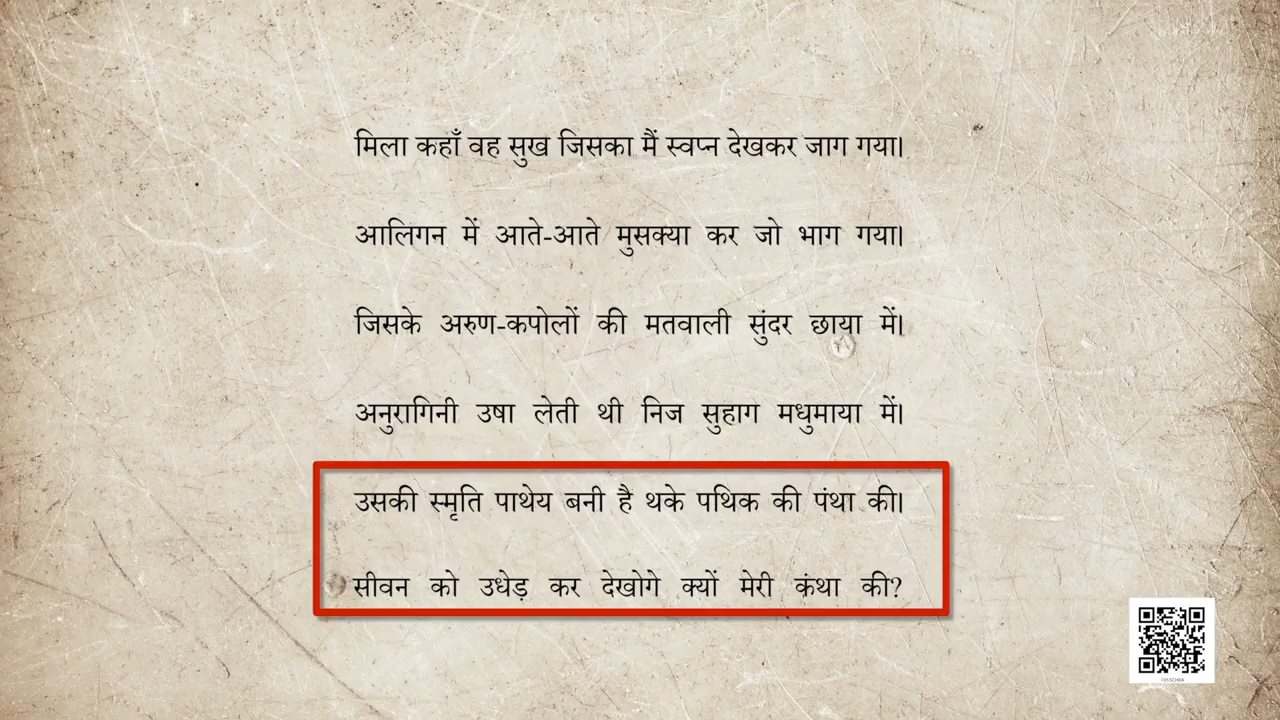 मिला कहाँ वह सुख जिसका मैं स्वप्न देखकर जाग गया।
आलिगन में आते-आते मुसक्या कर जो भाग गया।
जिसके अरुण-कपोलों की मतवाली सुंदर छाया में।
अनुरागिनी उषा लेती थी निज सुहाग मधुमाया में।
उसकी स्मृति पाथेय बनी है थके पथिक की पंथा की।
सीवन को उधेड़ कर देखोगे क्यों मेरी कंथा की?